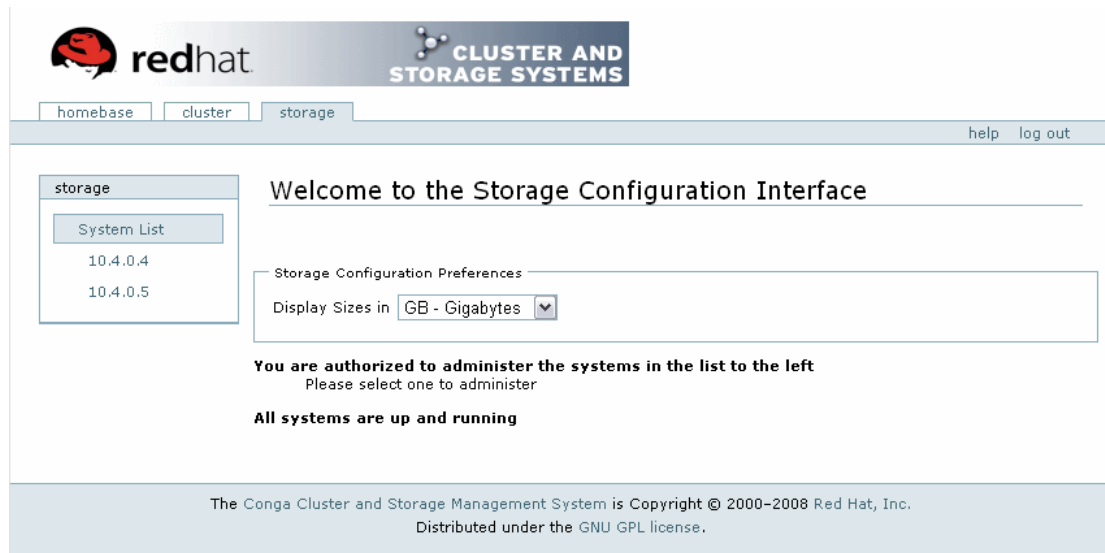 redhat.
CLUSTER AND
STORAGE SYSTEMS
homebase cluster storage
help log out
storage
System List
10.4.0.4
10.4.0.5
Welcome to the Storage Configuration Interface
Storage Configuration Preferences
Display Sizes in GB - Gigabytes
You are authorized to administer the systems in the list to the left
Please select one to administer
All systems are up and running
The Conga Cluster and Storage Management System is Copyright © 2000-2008 Red Hat, Inc.
Distributed under the GNU GPL license.